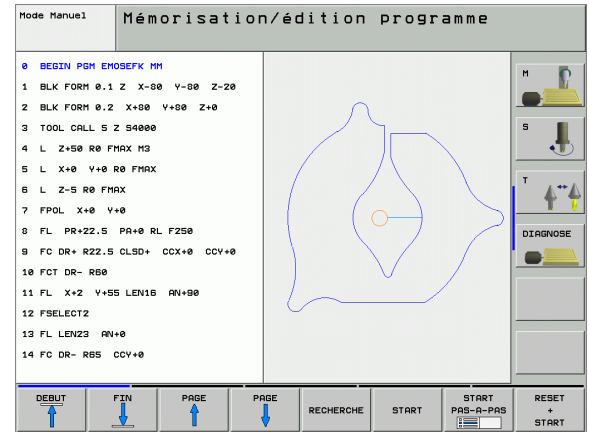 Mode Manuel
Mémorisation/édition programme
0 BEGIN PGM EMOSEFK MM
1 BLK FORM 0.1 Z X-80 Y-80 Z-20
2 BLK FORM 0.2 X+80 Y+80 Z+0
3 TOOL CALL 5 Z S4000
4 L Z+50 R0 FMAX M3
5 L X+0 Y+0 R0 FMAX
6 L Z-5 R0 FMAX
7 FPOL X+0 Y+0
8 FL PR+22.5 PA+0 RL F250
9 FC DR+ R22.5 CLSD+ CCX+0 CCY+0
10 FCT DR- R60
11 FL X+2 Y+55 LEN16 AN+90
12 FSELECT2
13 FL LEN23 AN+0
14 FC DR- R65 CCY+0
M
S
T
DIAGNOSE
DEBUT
FIN
PAGE
PAGE
RECHERCHE
START
START
PAS-A-PAS
RESET
+
START